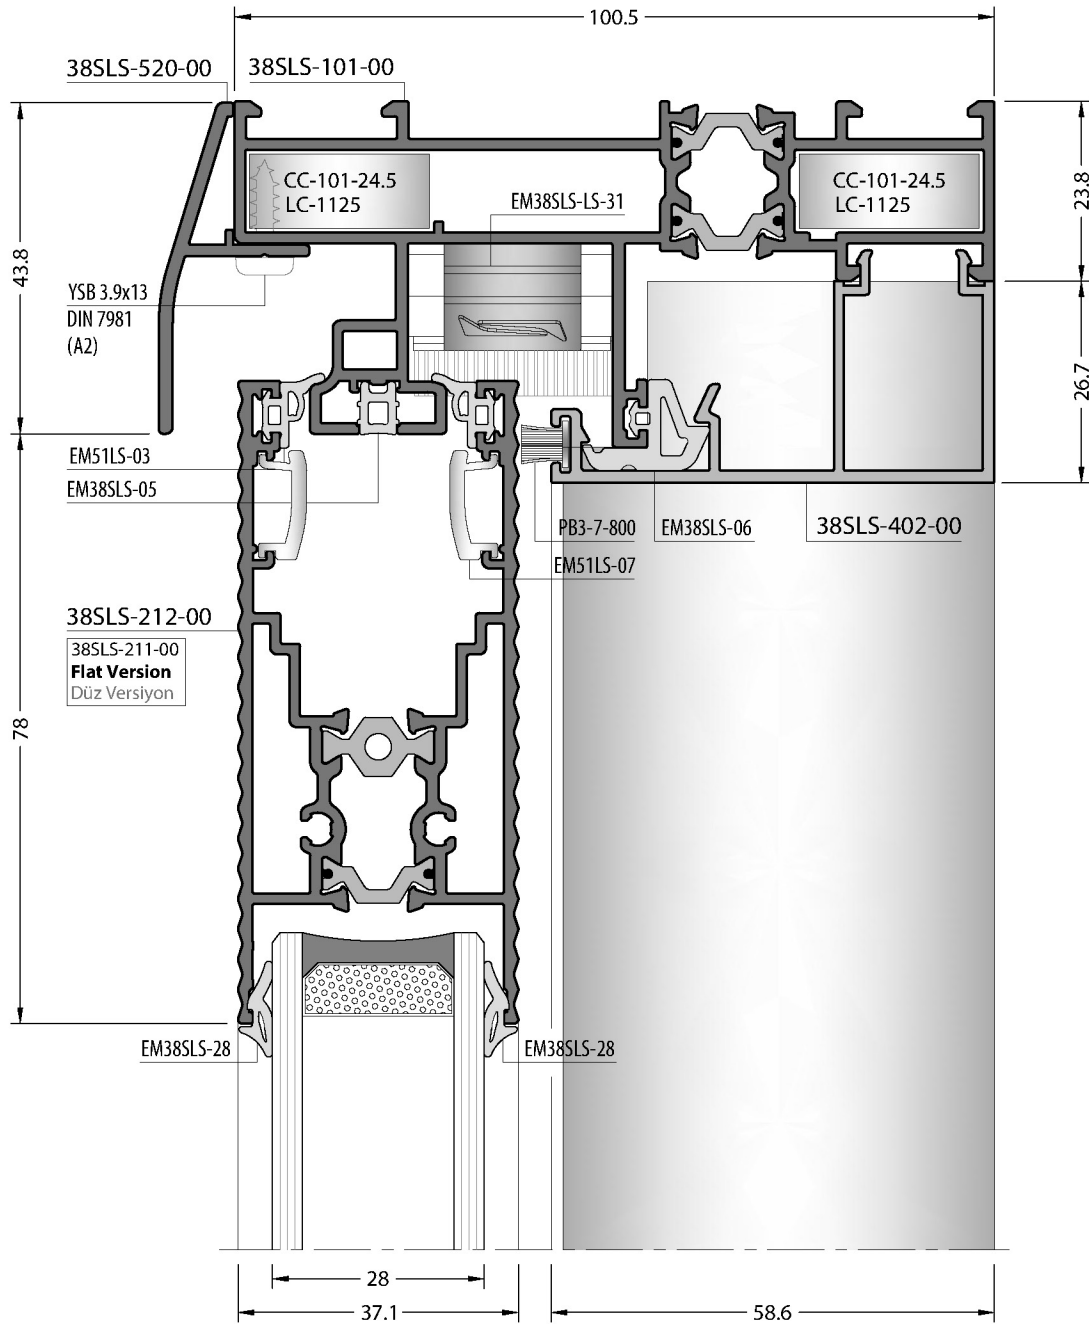 100.5
38SLS-520-00
38SLS-101-00
CC-101-24.5
LC-1125
EM38SLS-LS-31
CC-101-24.5
LC-1125
23.8
43.8
YSB 3.9x13
DIN 7981
(A2)
26.7
EM51LS-03
EM38SLS-05
PB3-7-800
EM38SLS-06
38SLS-402-00
EM51LS-07
38SLS-212-00
38SLS-211-00
Flat Version
Düz Versiyon
78
EM38SLS-28
EM38SLS-28
28
37.1
58.6